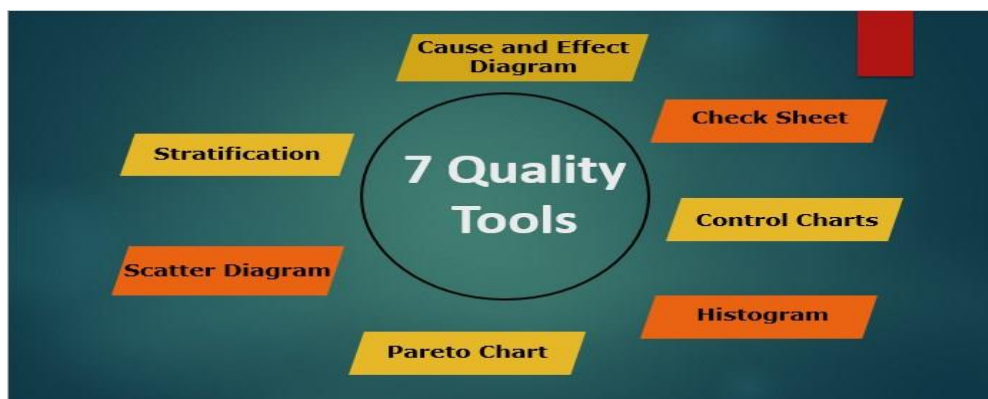 Cause and Effect
Diagram
Check Sheet
Stratification
7 Quality
Tools
Control Charts
Scatter Diagram
Histogram
Pareto Chart